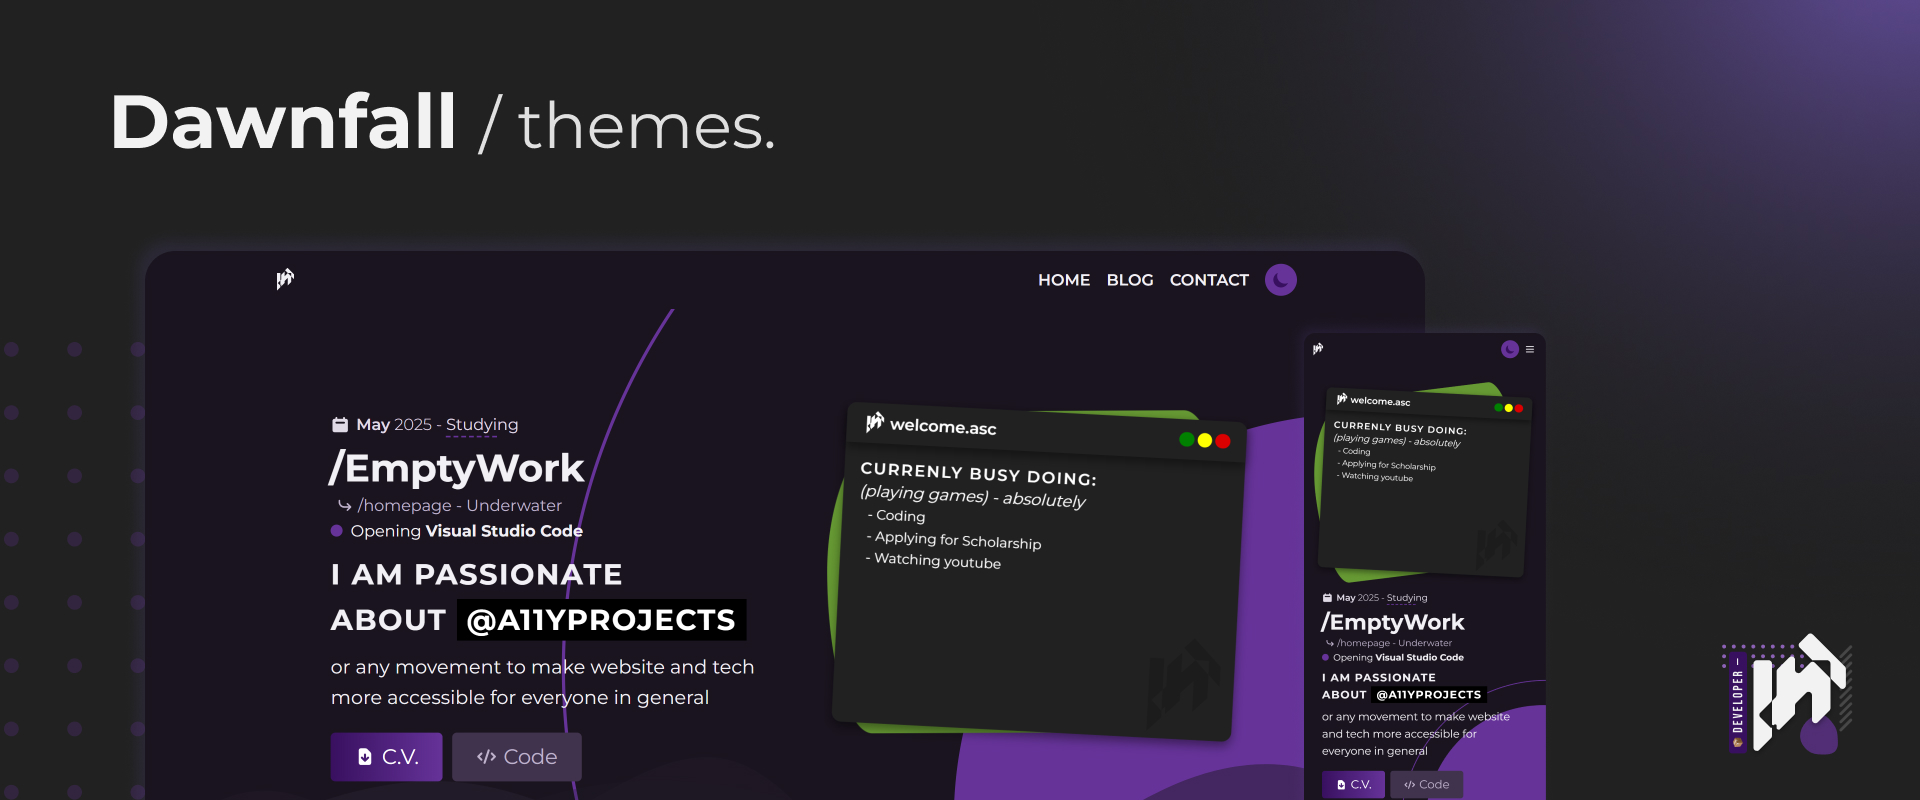 Dawnfall / themes.
HOME BLOG CONTACT
May 2025 - Studying
/EmptyWork
/homepage - Underwater
Opening Visual Studio Code
I AM PASSIONATE
ABOUT @A11YPROJECTS
or any movement to make website and tech
more accessible for everyone in general
C.V. </> Code
welcome.asc
CURRENLY BUSY DOING:
(playing games) - absolutely
- Coding
- Applying for Scholarship
- Watching youtube
welcome.asc
CURRENLY BUSY DOING:
(playing games) - absolutely
- Coding
- Applying for Scholarship
- Watching youtube
May 2025 - Studying
/EmptyWork
/homepage - Underwater
Opening Visual Studio Code
I AM PASSIONATE
ABOUT @A11YPROJECTS
or any movement to make website
and tech more accessible for
everyone in general
C.V. </> Code
DEVELOPER –